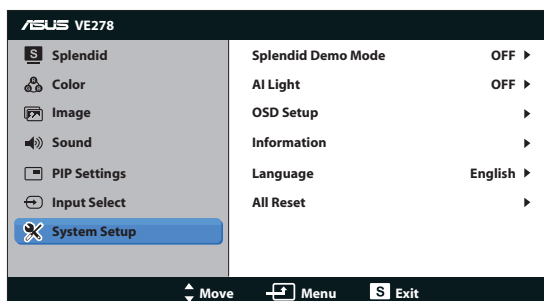 ASUS VE278
S Splendid
Color
Image
Sound
PIP Settings
Input Select
System Setup
Splendid Demo Mode OFF
AI Light OFF
OSD Setup
Information
Language English
All Reset
Move Menu S Exit